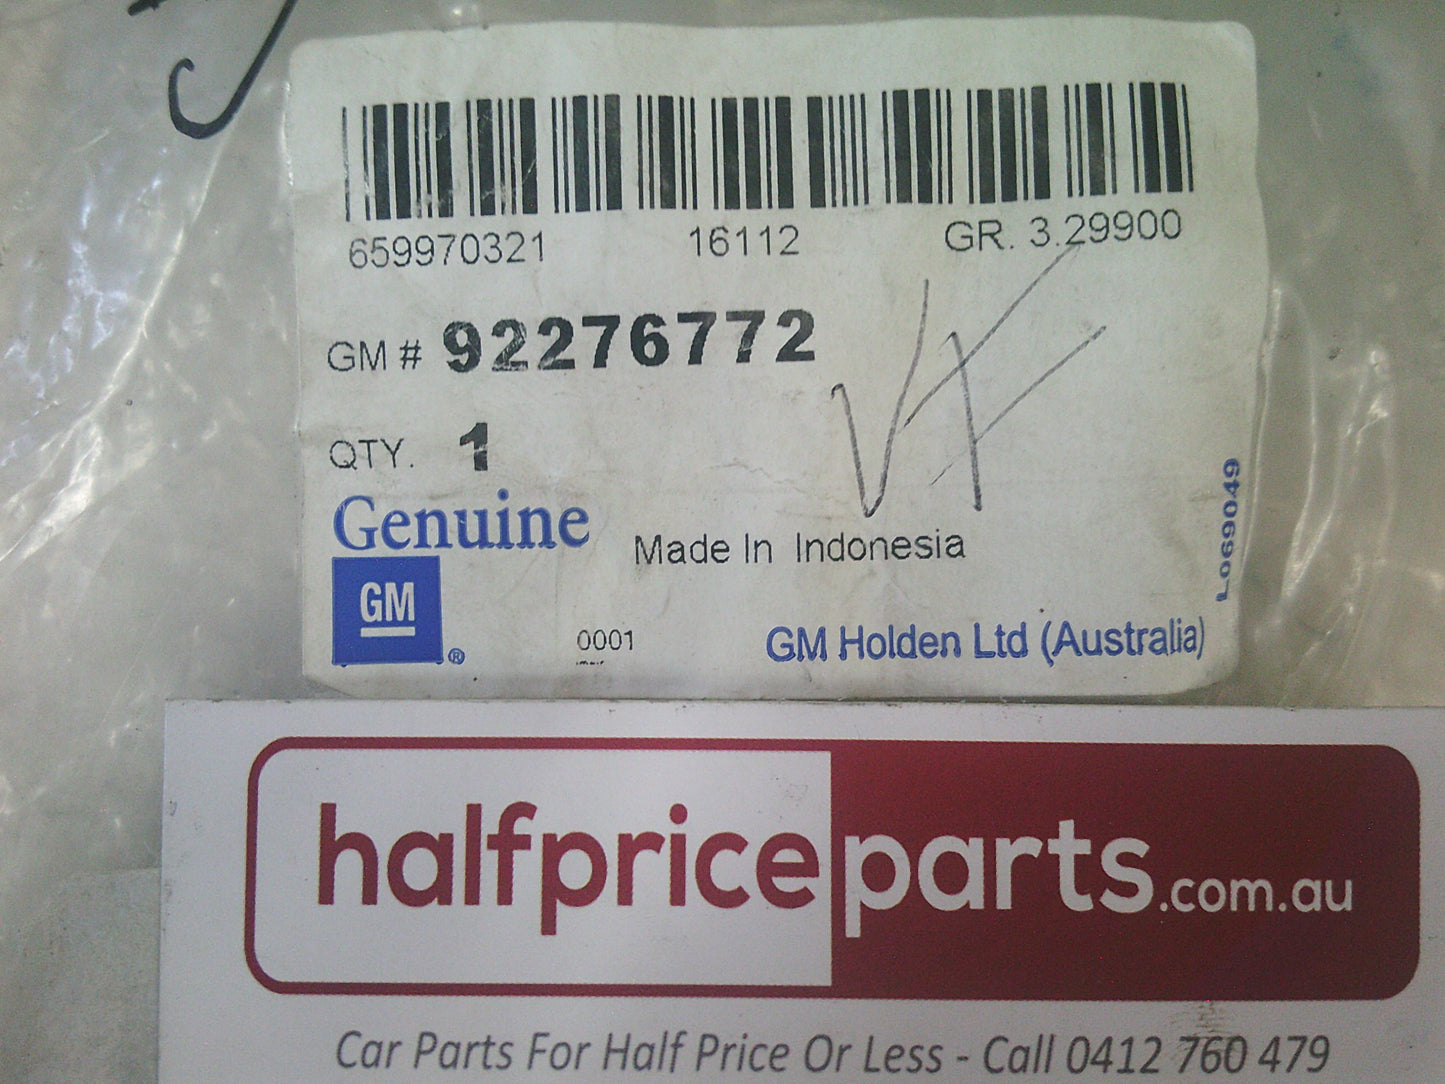 659970321 16112 GR. 3.29900
GM # 92276772
VF
QTY. 1
Genuine
Made In Indonesia
GM
®
0001
GM Holden Ltd (Australia)
L069049
halfpriceparts.com.au
Car Parts For Half Price Or Less - Call 0412 760 479